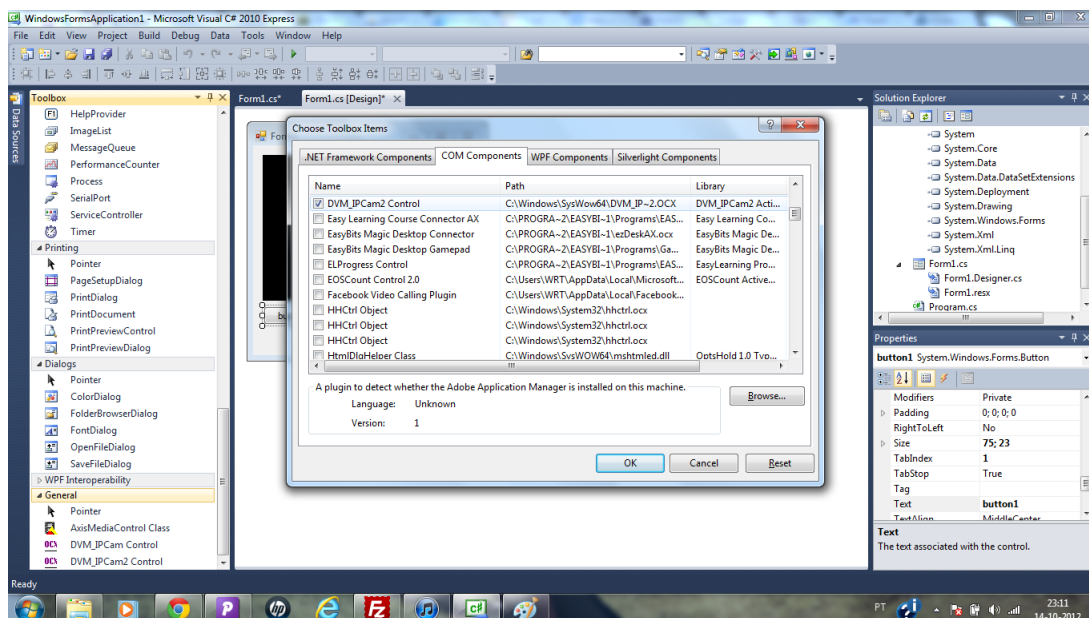 WindowsFormsApplication1 - Microsoft Visual C# 2010 Express
File Edit View Project Build Debug Data Tools Window Help
Data Sources
Toolbox
HelpProvider
ImageList
MessageQueue
PerformanceCounter
Process
SerialPort
ServiceController
Timer
Printing
Pointer
PageSetupDialog
PrintDialog
PrintDocument
PrintPreviewControl
PrintPreviewDialog
Dialogs
Pointer
ColorDialog
FolderBrowserDialog
FontDialog
OpenFileDialog
SaveFileDialog
WPF Interoperability
General
Pointer
AxisMediaControl Class
DVM_IPCam Control
DVM_IPCam2 Control
Form1.cs* Form1.cs [Design]*
For
bu
Choose Toolbox Items
.NET Framework Components COM Components WPF Components Silverlight Components
Name Path Library
DVM_IPCam2 Control C:\Windows\SysWow64\DVM_IP~2.OCX DVM_IPCam2 Acti...
Easy Learning Course Connector AX C:\PROGRA~2\EASYBI~1\Programs\EAS... Easy Learning Co...
EasyBits Magic Desktop Connector C:\PROGRA~2\EASYBI~1\ezDeskAX.ocx EasyBits Magic De...
EasyBits Magic Desktop Gamepad C:\PROGRA~2\EASYBI~1\Programs\Ga... EasyBits Magic De...
ELProgress Control C:\PROGRA~2\EASYBI~1\Programs\EAS... EasyLearning Pro...
EOSCount Control 2.0 C:\Users\WRT\AppData\Local\Microsoft... EOSCount Active...
Facebook Video Calling Plugin C:\Users\WRT\AppData\Local\Facebook...
HHCtrl Object C:\Windows\System32\hhctrl.ocx
HHCtrl Object C:\Windows\System32\hhctrl.ocx
HHCtrl Object C:\Windows\System32\hhctrl.ocx
HtmlDlgHelper Class C:\Windows\SysWOW64\mshtmled.dll OptsHold 1.0 Typ...
A plugin to detect whether the Adobe Application Manager is installed on this machine.
Language: Unknown
Version: 1
Browse...
OK Cancel Reset
Solution Explorer
System
System.Core
System.Data
System.Data.DataSetExtensions
System.Deployment
System.Drawing
System.Windows.Forms
System.Xml
System.Xml.Linq
Form1.cs
Form1.Designer.cs
Form1.resx
Program.cs
Properties
button1 System.Windows.Forms.Button
Modifiers Private
Padding 0; 0; 0; 0
RightToLeft No
Size 75; 23
TabIndex 1
TabStop True
Tag
Text button1
TextAlign MiddleCenter
Text
The text associated with the control.
Ready
PT 23:11
14-10-2012